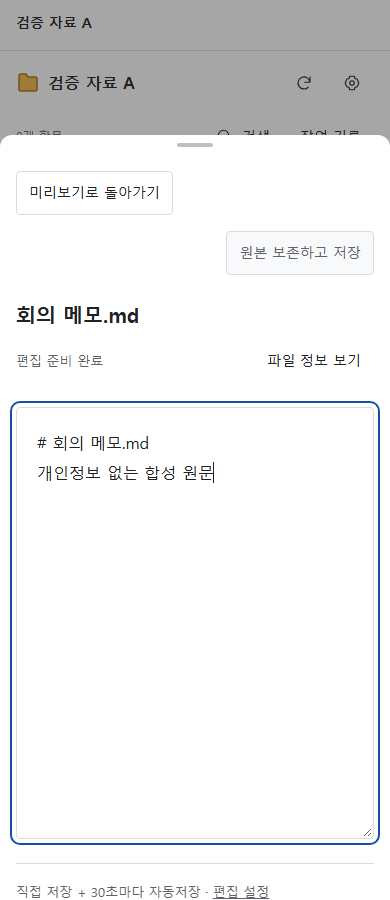 검증 자료 A
검증 자료 A
미리보기로 돌아가기
원본 보존하고 저장
회의 메모.md
편집 준비 완료
파일 정보 보기
# 회의 메모.md
개인정보 없는 합성 원문
직접 저장 + 30초마다 자동저장 · 편집 설정